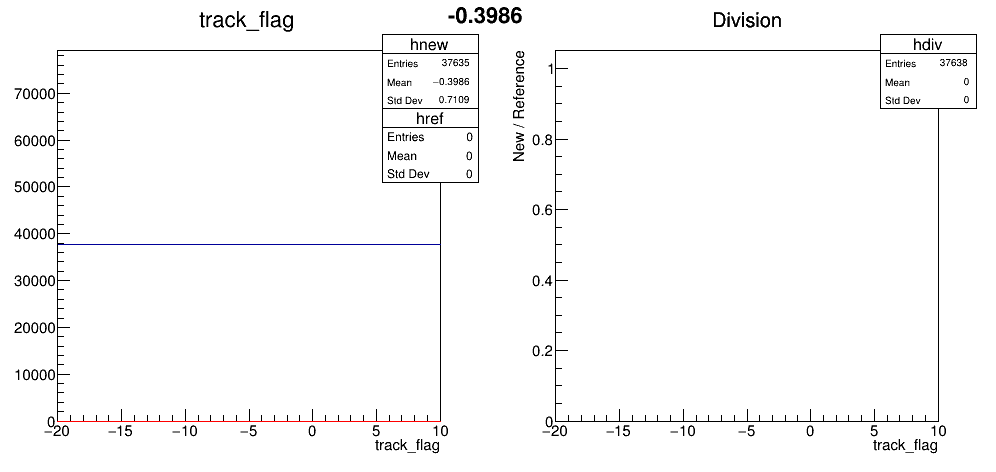 track_flag
-0.3986
Division
hnew
Entries 37635
Mean −0.3986
Std Dev 0.7109
href
Entries 0
Mean 0
Std Dev 0
70000
60000
50000
40000
30000
20000
10000
0
−20 −15 −10 −5 0 5 10
track_flag
hdiv
Entries 37638
Mean 0
Std Dev 0
New / Reference
1
0.8
0.6
0.4
0.2
0
−20 −15 −10 −5 0 5 10
track_flag